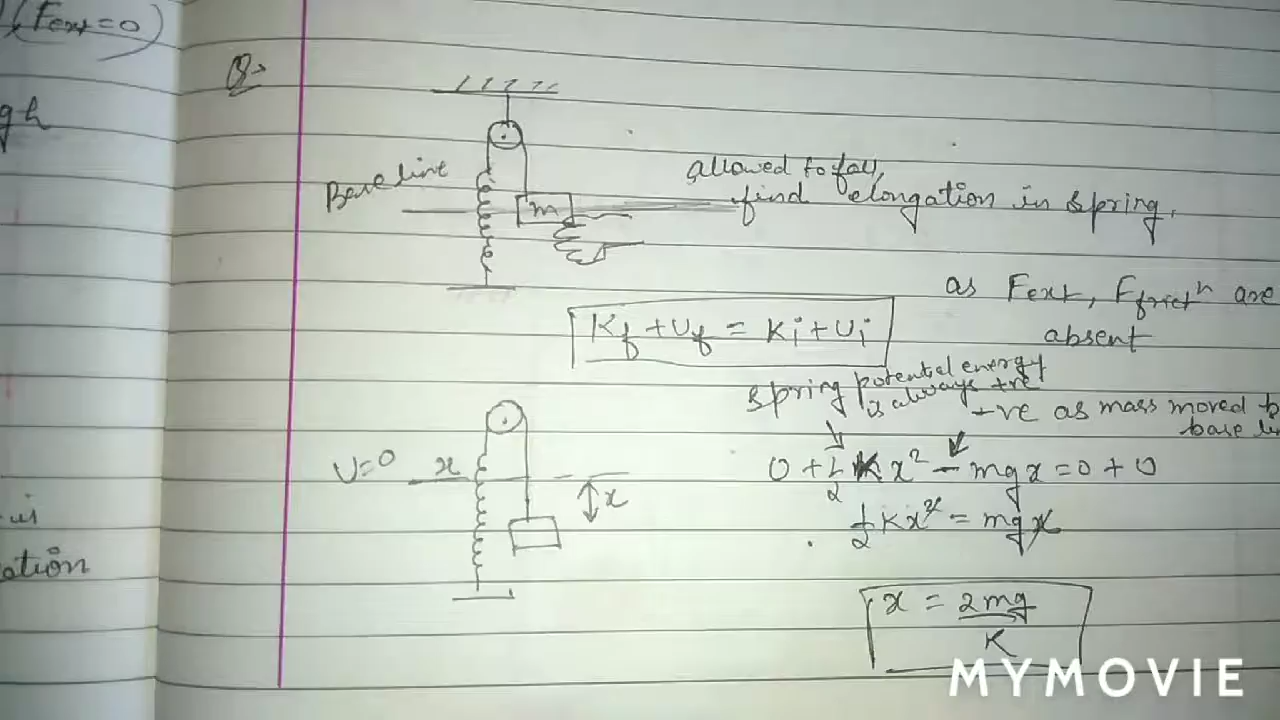 (Fext=0)
gh
Q→
Base line
m
allowed to fall,
find elongation in spring.
as Fext, Frictn are
absent
Kf + Uf = Ki + Ui
spring potential energy
is always +ve
+ve as mass moved b
base li
U=0 x
x
0 + 1/2 Kx² - mgx = 0 + 0
1/2 Kx² = mgx
x = 2mg/K
ation
MYMOVIE